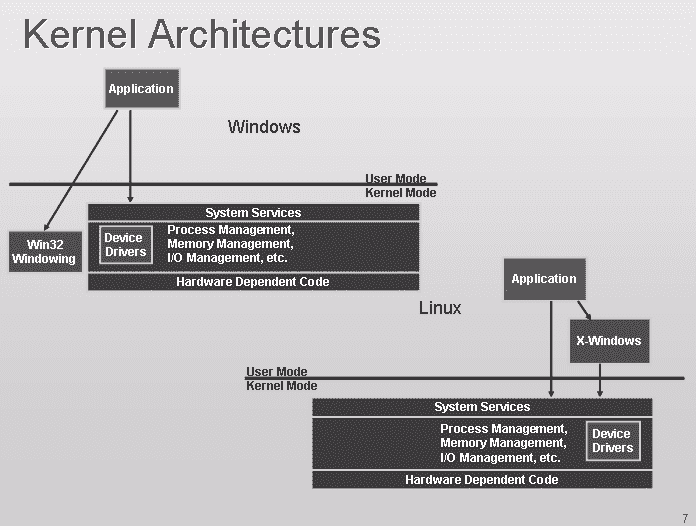 Kernel Architectures
Application
Windows
User Mode
Kernel Mode
System Services
Win32
Windowing
Device
Drivers
Process Management,
Memory Management,
I/O Management, etc.
Hardware Dependent Code
Application
Linux
X-Windows
User Mode
Kernel Mode
System Services
Process Management,
Memory Management,
I/O Management, etc.
Device
Drivers
Hardware Dependent Code
7